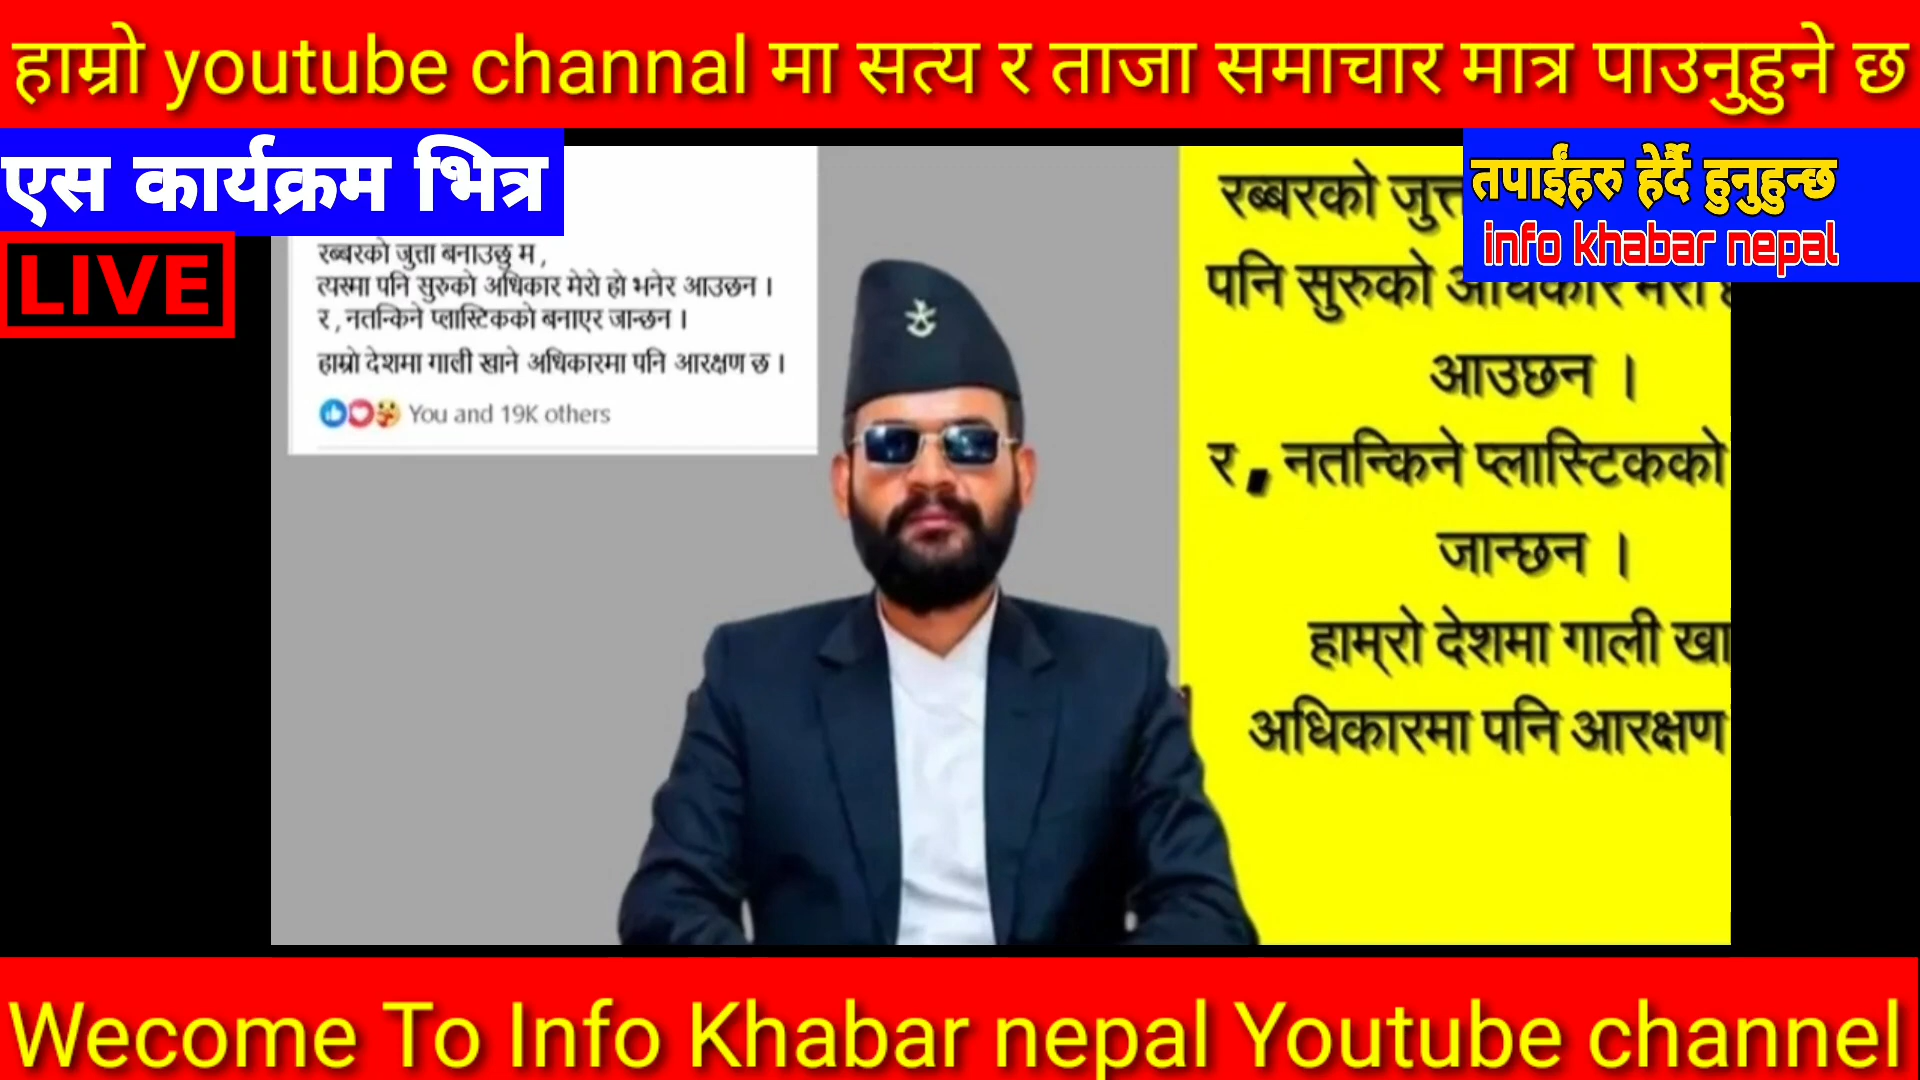 हाम्रो youtube channal मा सत्य र ताजा समाचार मात्र पाउनुहुने छ
एस कार्यक्रम भित्र
LIVE
तपाईंहरु हेर्दै हुनुहुन्छ
info khabar nepal
रब्बरको जुत्ता बनाउछु म ,
त्यस्मा पनि सुरुको अधिकार मेरो हो भनेर आउछन ।
र , नतन्किने प्लास्टिकको बनाएर जान्छन ।
हाम्रो देशमा गाली खाने अधिकारमा पनि आरक्षण छ ।
You and 19K others
रब्बरको
पनि सुरुको अधिकार मेरो
आउछन ।
र , नतन्किने प्लास्टिकको
जान्छन ।
हाम्रो देशमा गाली खा
अधिकारमा पनि आरक्षण
Wecome To Info Khabar nepal Youtube channel